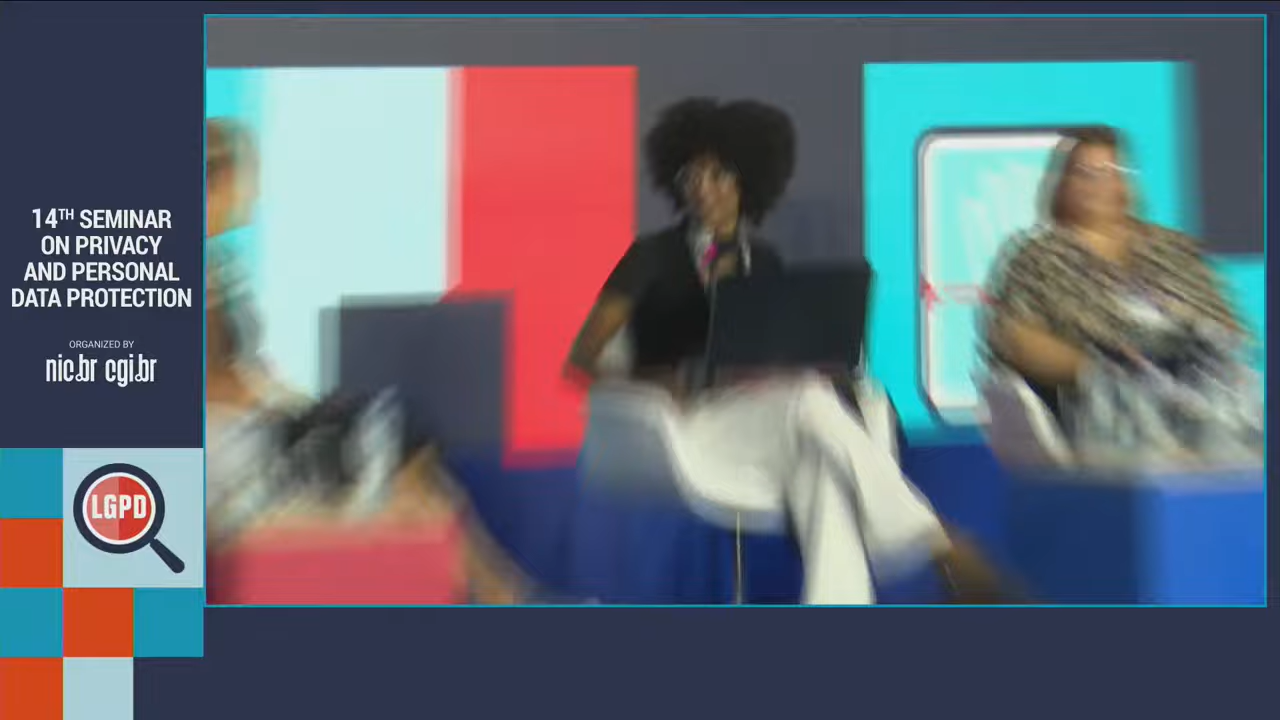 14TH SEMINAR
ON PRIVACY
AND PERSONAL
DATA PROTECTION
ORGANIZED BY
nic.br cgi.br
LGPD